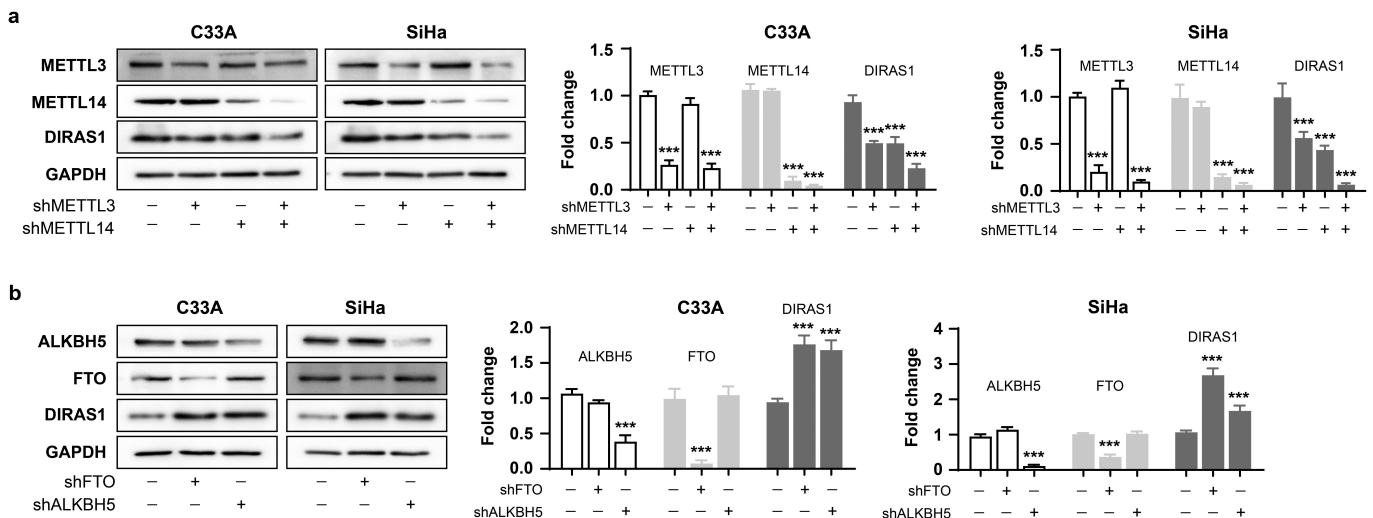 a
C33A SiHa
METTL3
METTL14
DIRAS1
GAPDH
shMETTL3 – + – + – + – +
shMETTL14 – – + + – – + +
C33A
Fold change
1.5
1.0
0.5
0.0
METTL3 METTL14 DIRAS1
*** *** *** *** *** *** ***
shMETTL3 – + – + – + – + – + – +
shMETTL14 – – + + – – + + – – + +
SiHa
Fold change
1.5
1.0
0.5
0.0
METTL3 METTL14 DIRAS1
*** *** *** *** *** *** ***
shMETTL3 – + – + – + – + – + – +
shMETTL14 – – + + – – + + – – + +
b
C33A SiHa
ALKBH5
FTO
DIRAS1
GAPDH
shFTO – + – – + –
shALKBH5 – – + – – +
C33A
Fold change
2.0
1.5
1.0
0.5
0.0
ALKBH5 FTO DIRAS1
*** *** *** ***
shFTO – + – – + – – + –
shALKBH5 – – + – – + – – +
SiHa
Fold change
4
3
2
1
0
ALKBH5 FTO DIRAS1
*** *** *** ***
shFTO – + – – + – – + –
shALKBH5 – – + – – + – – +